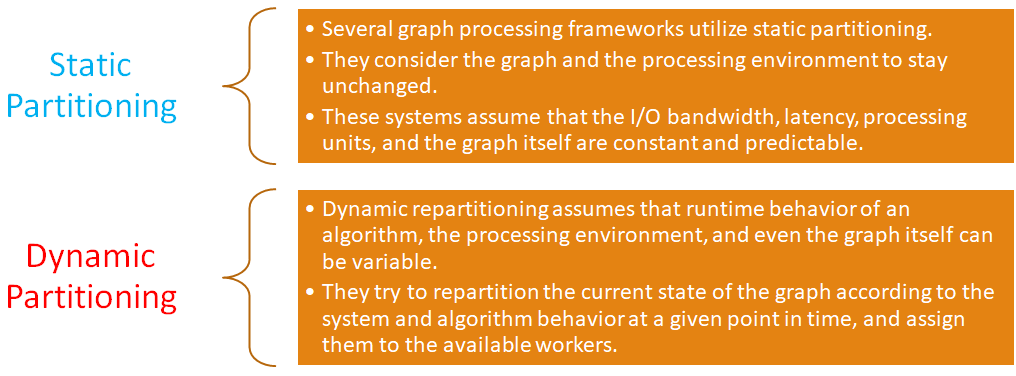 Static
Partitioning
• Several graph processing frameworks utilize static partitioning.
• They consider the graph and the processing environment to stay
unchanged.
• These systems assume that the I/O bandwidth, latency, processing
units, and the graph itself are constant and predictable.
Dynamic
Partitioning
• Dynamic repartitioning assumes that runtime behavior of an
algorithm, the processing environment, and even the graph itself can
be variable.
• They try to repartition the current state of the graph according to the
system and algorithm behavior at a given point in time, and assign
them to the available workers.